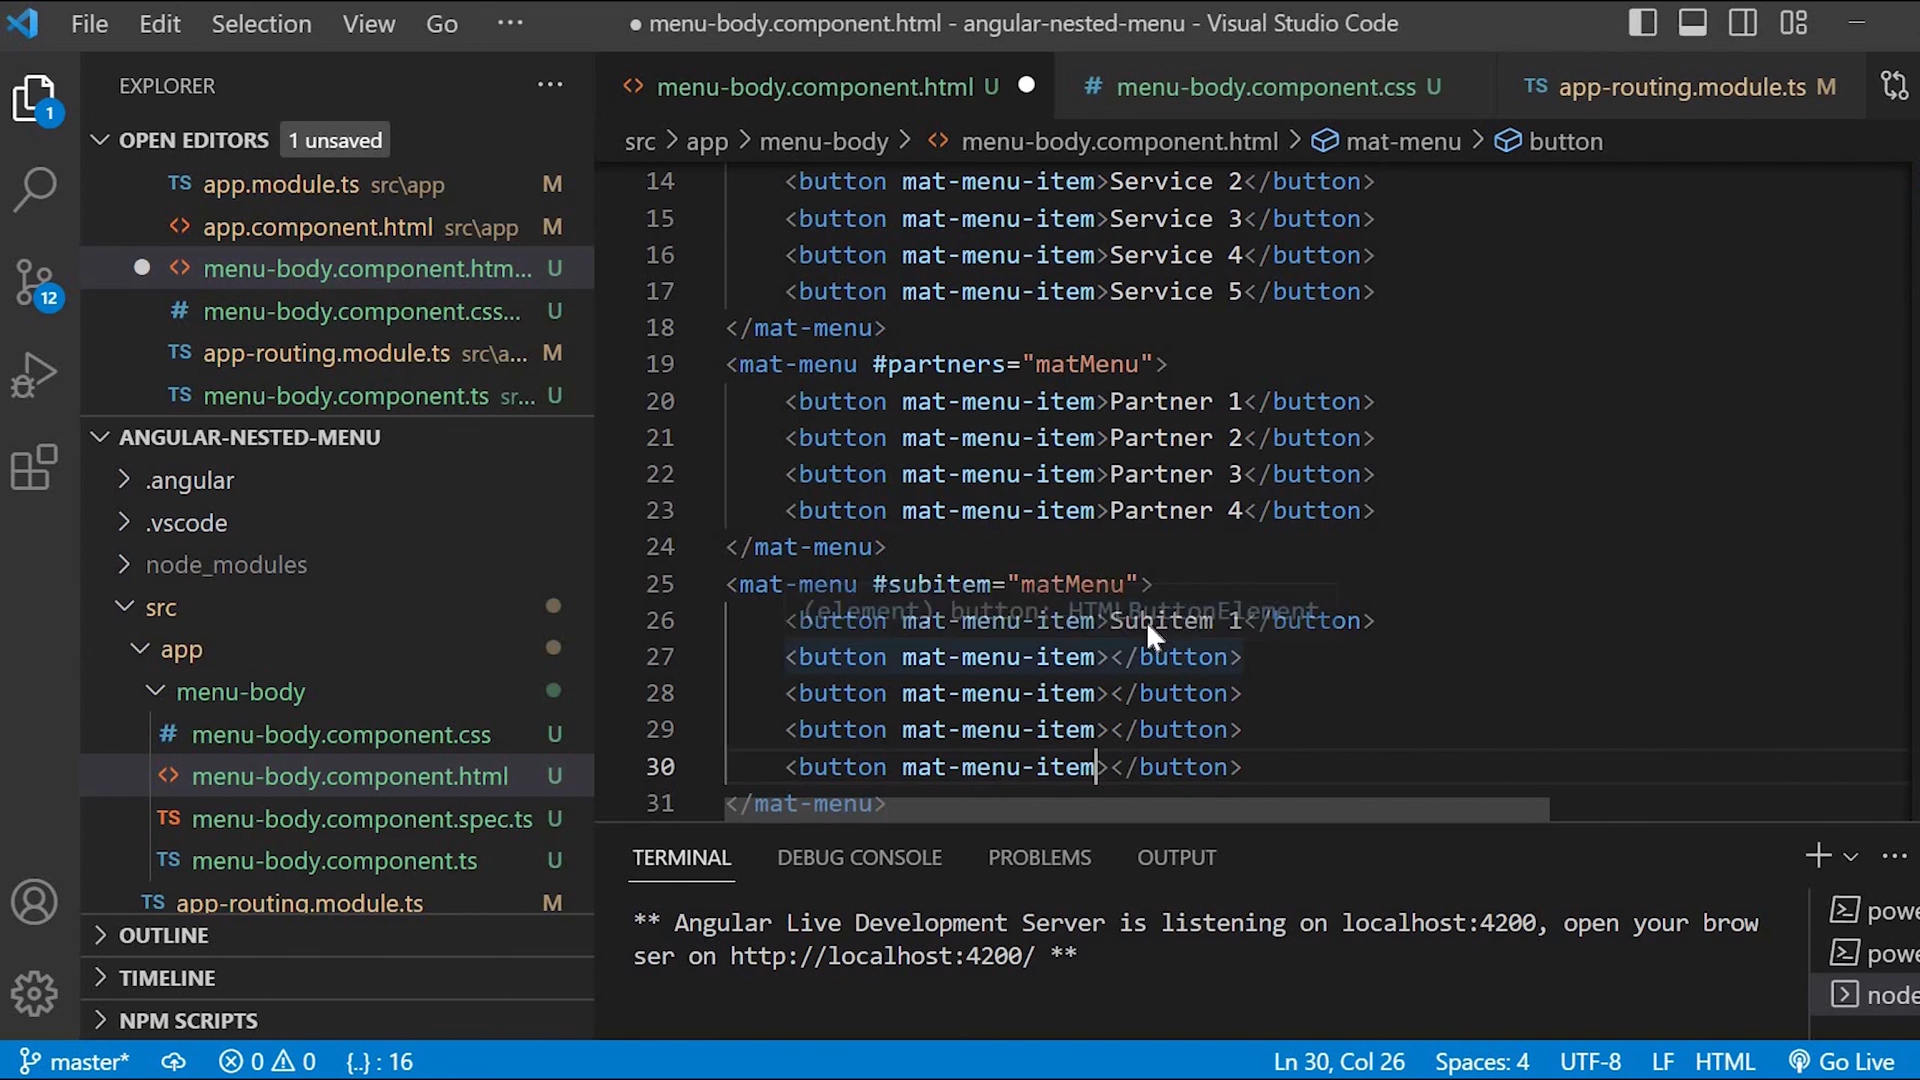 File Edit Selection View Go ··· ● menu-body.component.html - angular-nested-menu - Visual Studio Code
EXPLORER ···
OPEN EDITORS 1 unsaved
TS app.module.ts src\app M
<> app.component.html src\app M
● <> menu-body.component.htm... U
# menu-body.component.css... U
TS app-routing.module.ts src\a... M
TS menu-body.component.ts sr... U
ANGULAR-NESTED-MENU
.angular
.vscode
node_modules
src
app
menu-body
# menu-body.component.css U
<> menu-body.component.html U
TS menu-body.component.spec.ts U
TS menu-body.component.ts U
TS app-routing.module.ts M
OUTLINE
TIMELINE
NPM SCRIPTS
1
12
<> menu-body.component.html U ● # menu-body.component.css U TS app-routing.module.ts M
src > app > menu-body > <> menu-body.component.html > mat-menu > button
14 <button mat-menu-item>Service 2</button>
15 <button mat-menu-item>Service 3</button>
16 <button mat-menu-item>Service 4</button>
17 <button mat-menu-item>Service 5</button>
18 </mat-menu>
19 <mat-menu #partners="matMenu">
20 <button mat-menu-item>Partner 1</button>
21 <button mat-menu-item>Partner 2</button>
22 <button mat-menu-item>Partner 3</button>
23 <button mat-menu-item>Partner 4</button>
24 </mat-menu>
25 <mat-menu #subitem="matMenu">
(element) button: HTMLButtonElement
26 <button mat-menu-item>Subitem 1</button>
27 <button mat-menu-item></button>
28 <button mat-menu-item></button>
29 <button mat-menu-item></button>
30 <button mat-menu-item></button>
31 </mat-menu>
TERMINAL DEBUG CONSOLE PROBLEMS OUTPUT ···
** Angular Live Development Server is listening on localhost:4200, open your brow
ser on http://localhost:4200/ **
powe
powe
node
master* 0 0 {..} : 16 Ln 30, Col 26 Spaces: 4 UTF-8 LF HTML Go Live